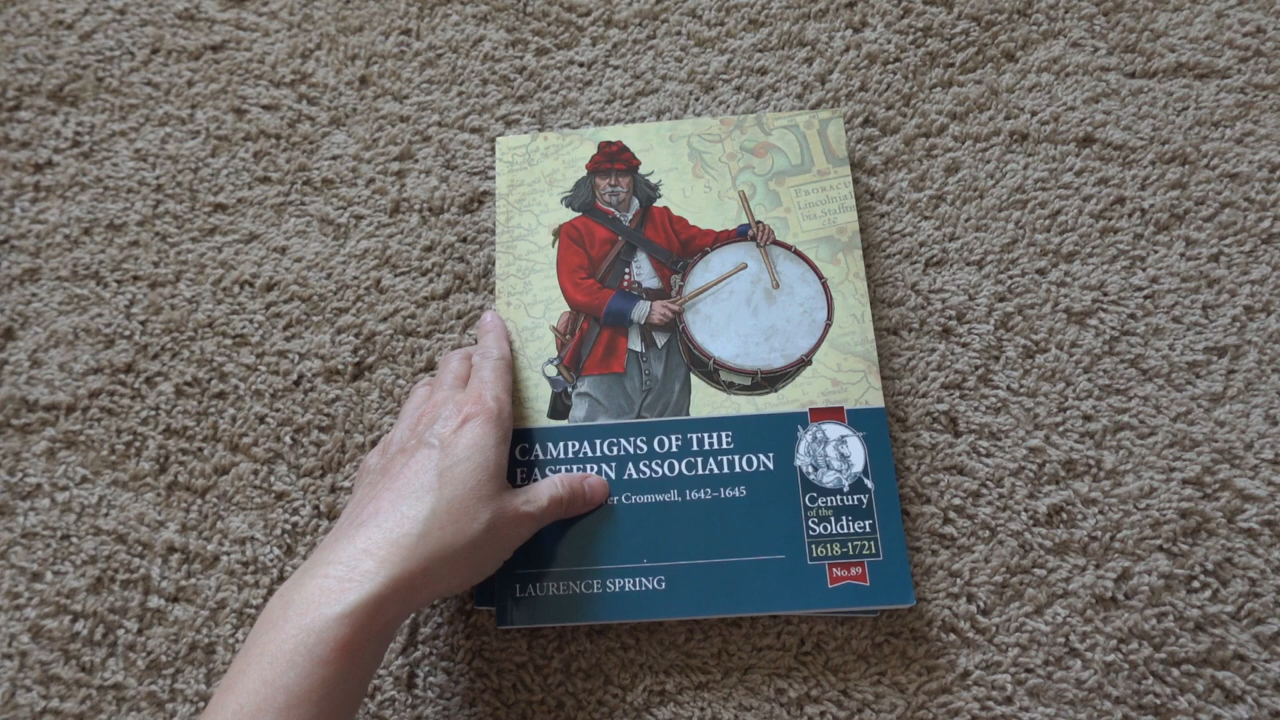 U S
EBORACU
Lincolnia
bia, Staffor
CAMPAIGNS OF THE
EASTERN ASSOCIATION
er Cromwell, 1642–1645
LAURENCE SPRING
Century
of the
Soldier
1618-1721
No.89